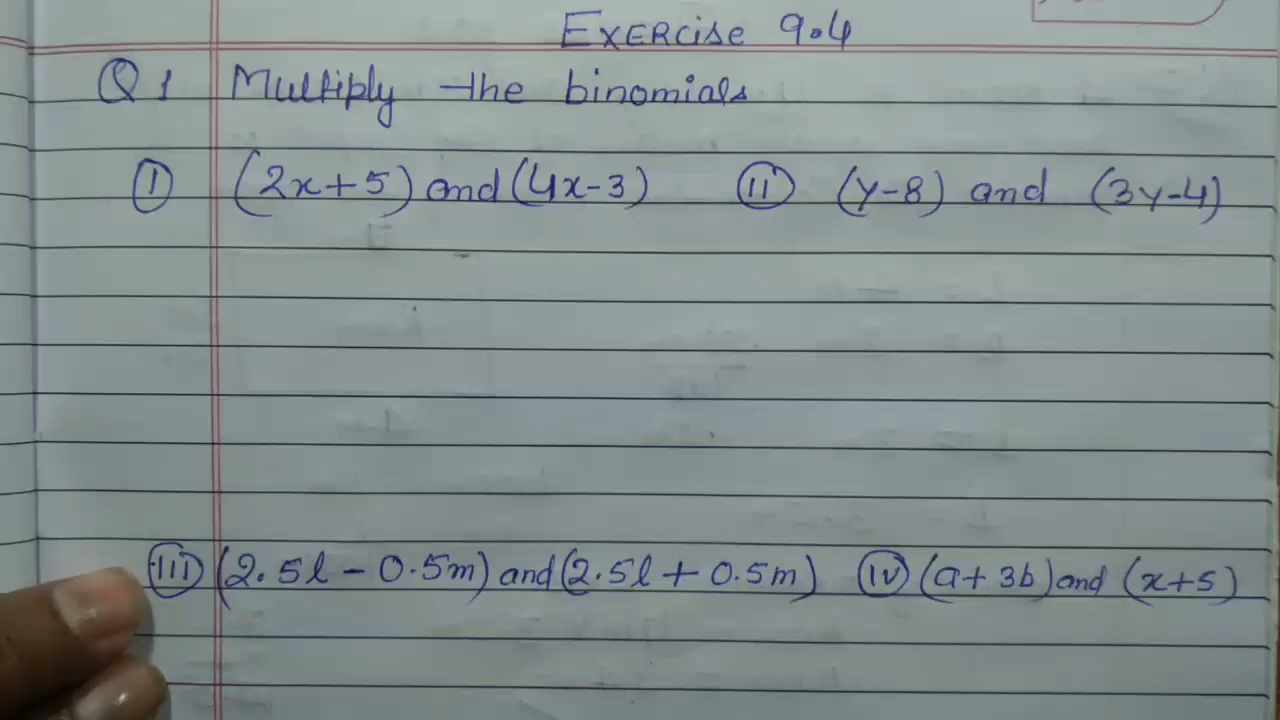 Exercise 9.4
Q 1 Multiply the binomials
(i) (2x+5) and (4x-3) (ii) (y-8) and (3y-4)
(iii) (2.5l - 0.5m) and (2.5l + 0.5m) (iv) (a+3b) and (x+5)